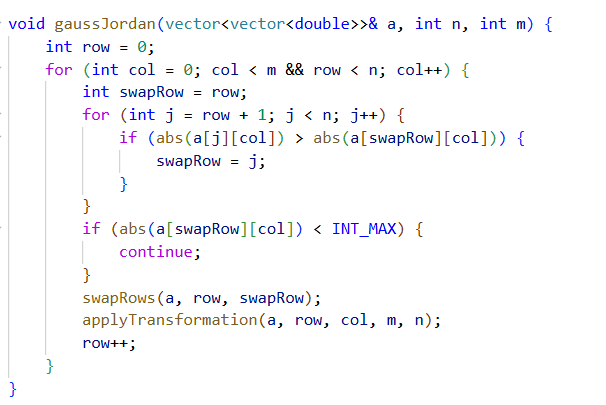 void gaussJordan(vector<vector<double>>& a, int n, int m) {
    int row = 0;
    for (int col = 0; col < m && row < n; col++) {
        int swapRow = row;
        for (int j = row + 1; j < n; j++) {
            if (abs(a[j][col]) > abs(a[swapRow][col])) {
                swapRow = j;
            }
        }
        if (abs(a[swapRow][col]) < INT_MAX) {
            continue;
        }
        swapRows(a, row, swapRow);
        applyTransformation(a, row, col, m, n);
        row++;
    }
}